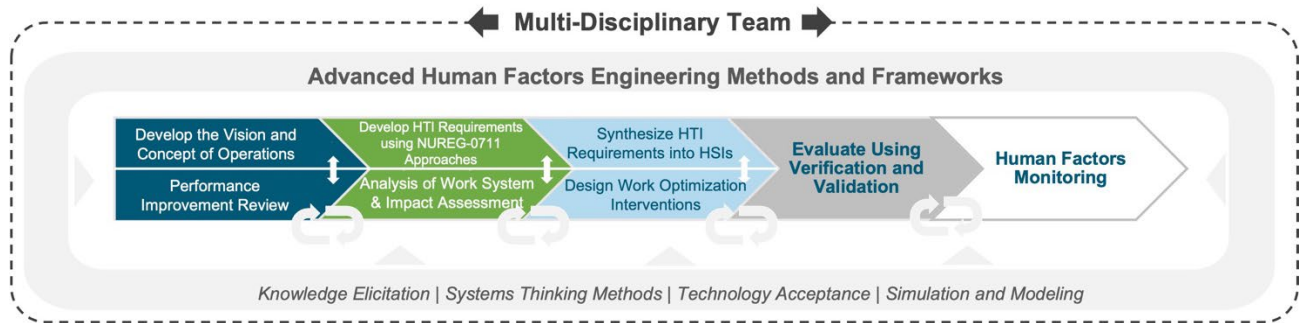 Multi-Disciplinary Team
Advanced Human Factors Engineering Methods and Frameworks
Develop the Vision and
Concept of Operations
Performance
Improvement Review
Develop HTI Requirements
using NUREG-0711
Approaches
Analysis of Work System
& Impact Assessment
Synthesize HTI
Requirements into HSIs
Design Work Optimization
Interventions
Evaluate Using
Verification and
Validation
Human Factors
Monitoring
Knowledge Elicitation | Systems Thinking Methods | Technology Acceptance | Simulation and Modeling